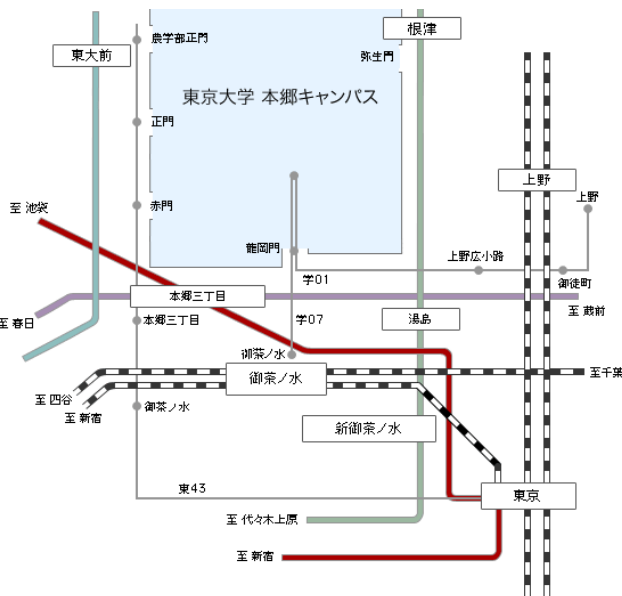 根津
農学部正門
東大前
弥生門
東京大学 本郷キャンパス
正門
上野
上野
赤門
至 池袋
龍岡門
上野広小路
学01
御徒町
本郷三丁目
至 蔵前
学07
本郷三丁目
湯島
至 春日
御茶ノ水
御茶ノ水
至千葉
至 四谷
御茶ノ水
至 新宿
新御茶ノ水
東43
東京
至 代々木上原
至 新宿